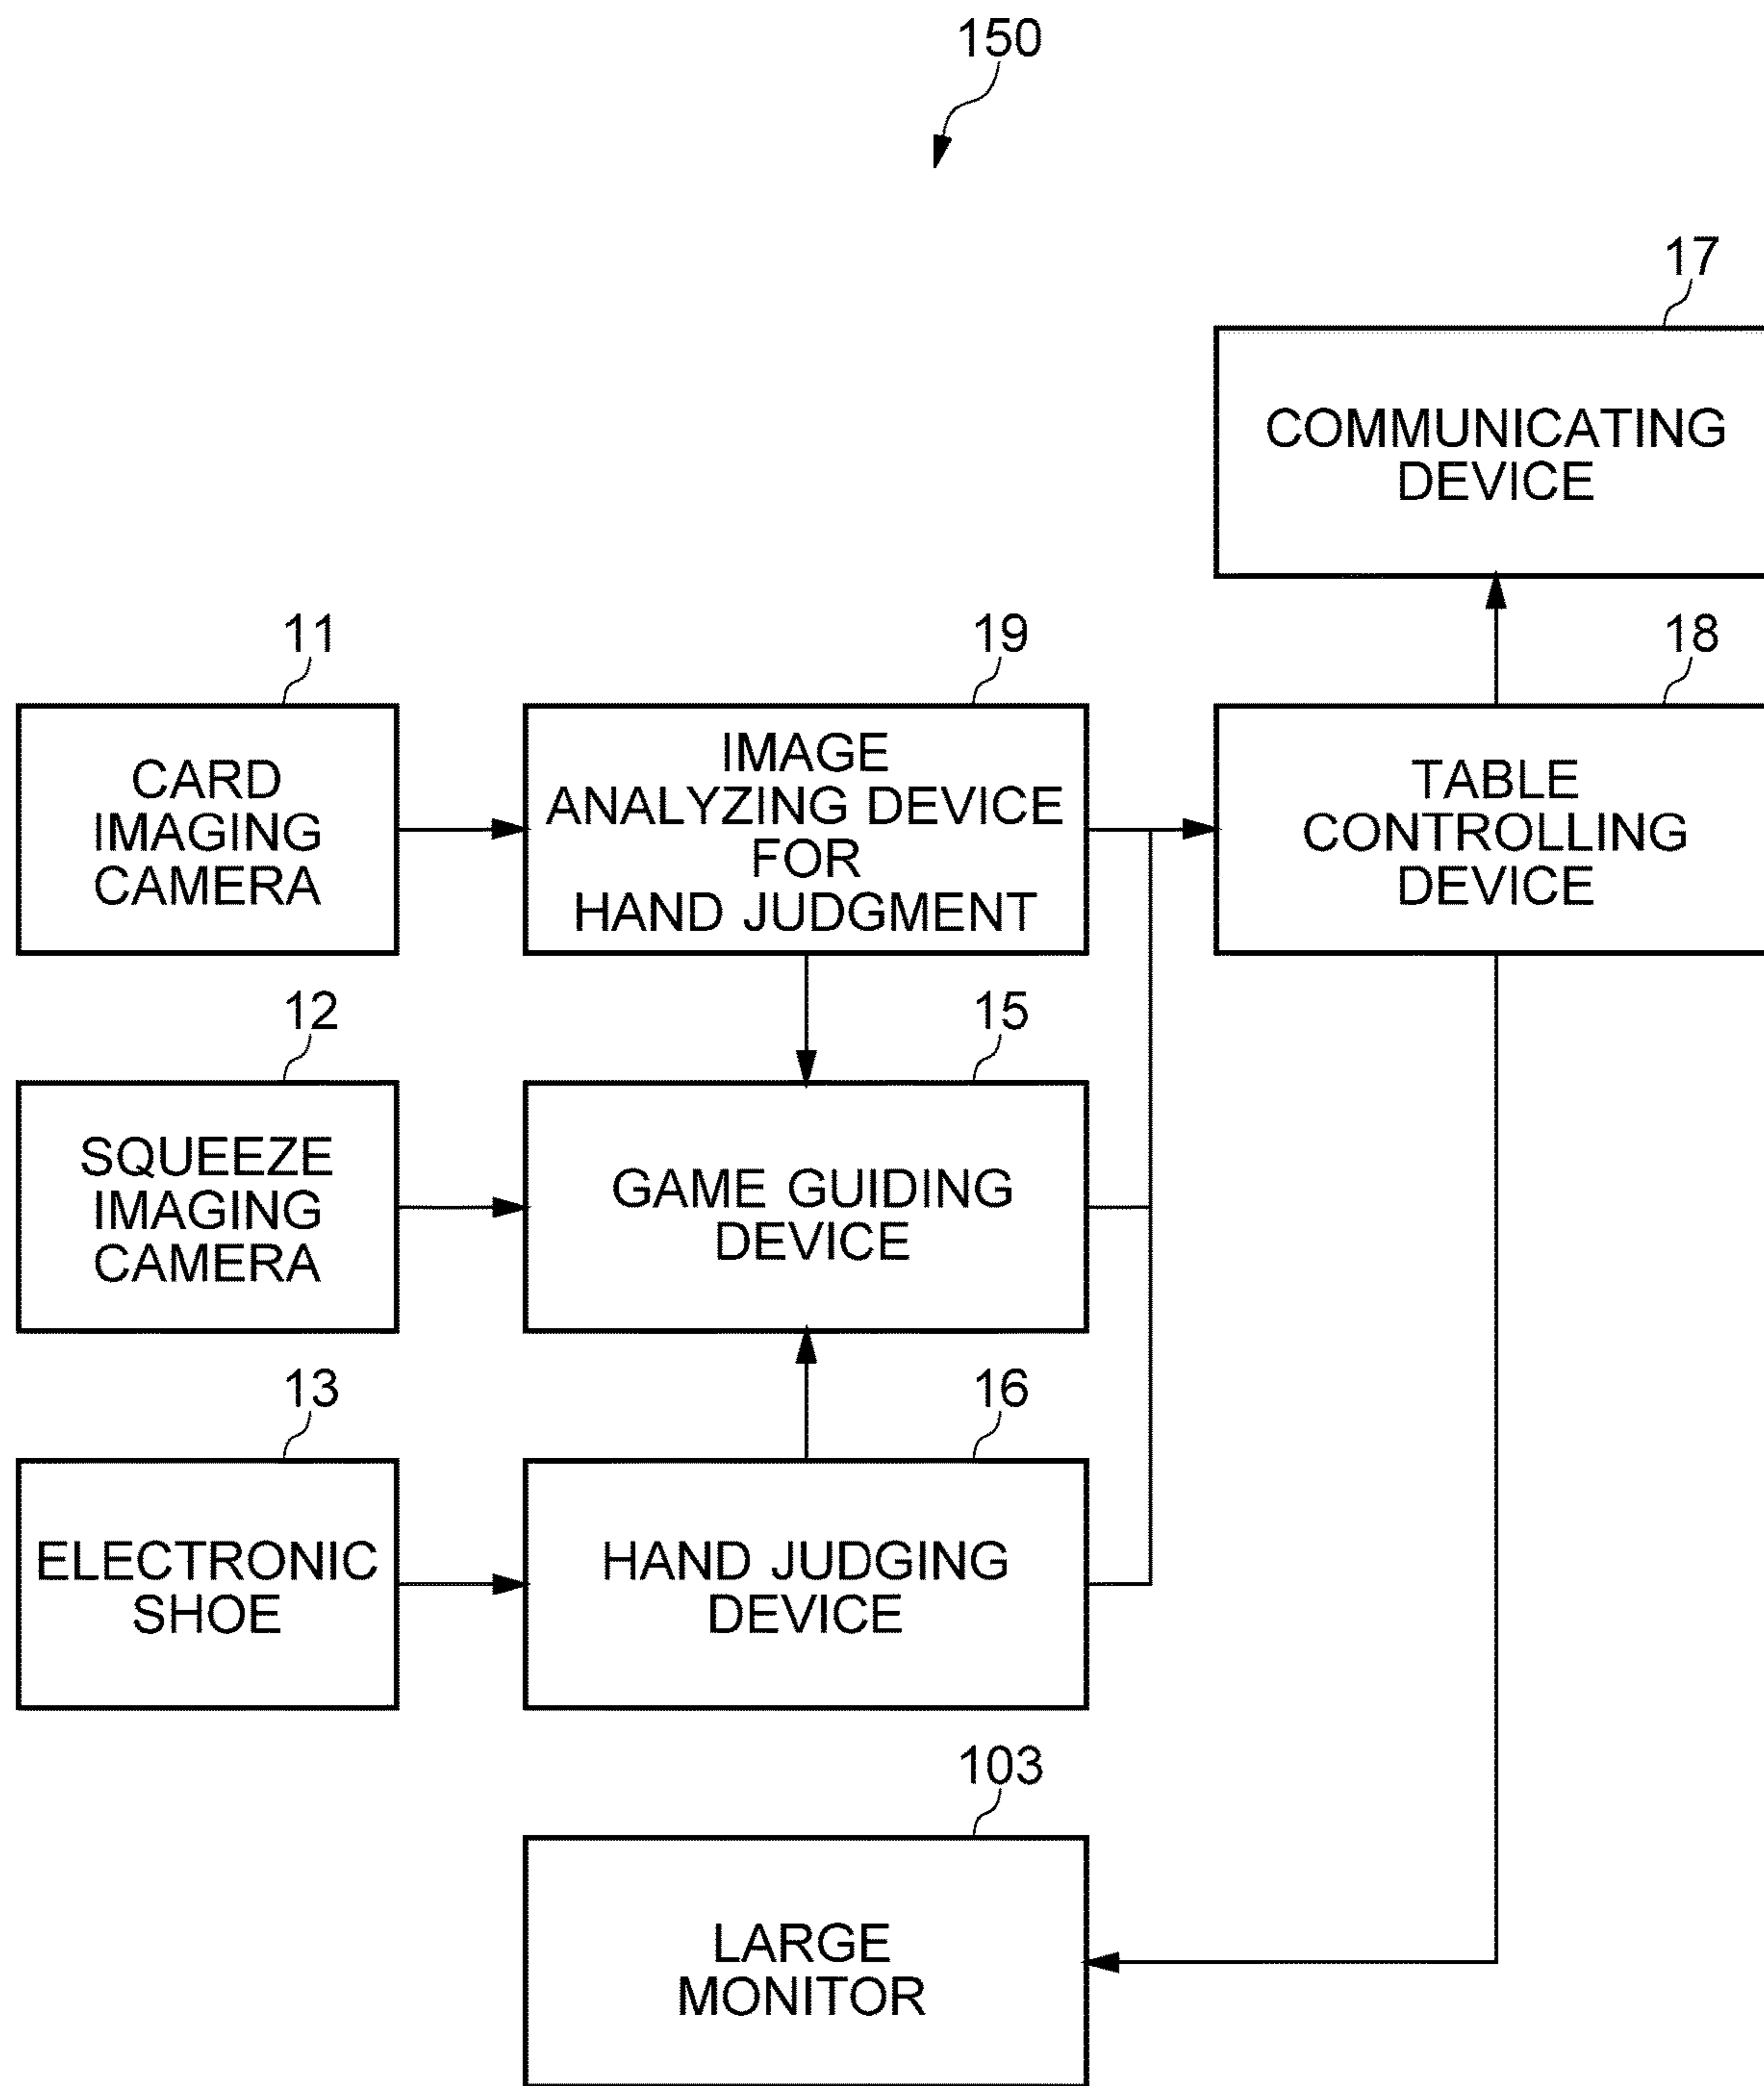 150
17
COMMUNICATING
DEVICE
11
CARD
IMAGING
CAMERA
19
IMAGE
ANALYZING DEVICE
FOR
HAND JUDGMENT
18
TABLE
CONTROLLING
DEVICE
12
SQUEEZE
IMAGING
CAMERA
15
GAME GUIDING
DEVICE
13
ELECTRONIC
SHOE
16
HAND JUDGING
DEVICE
103
LARGE
MONITOR